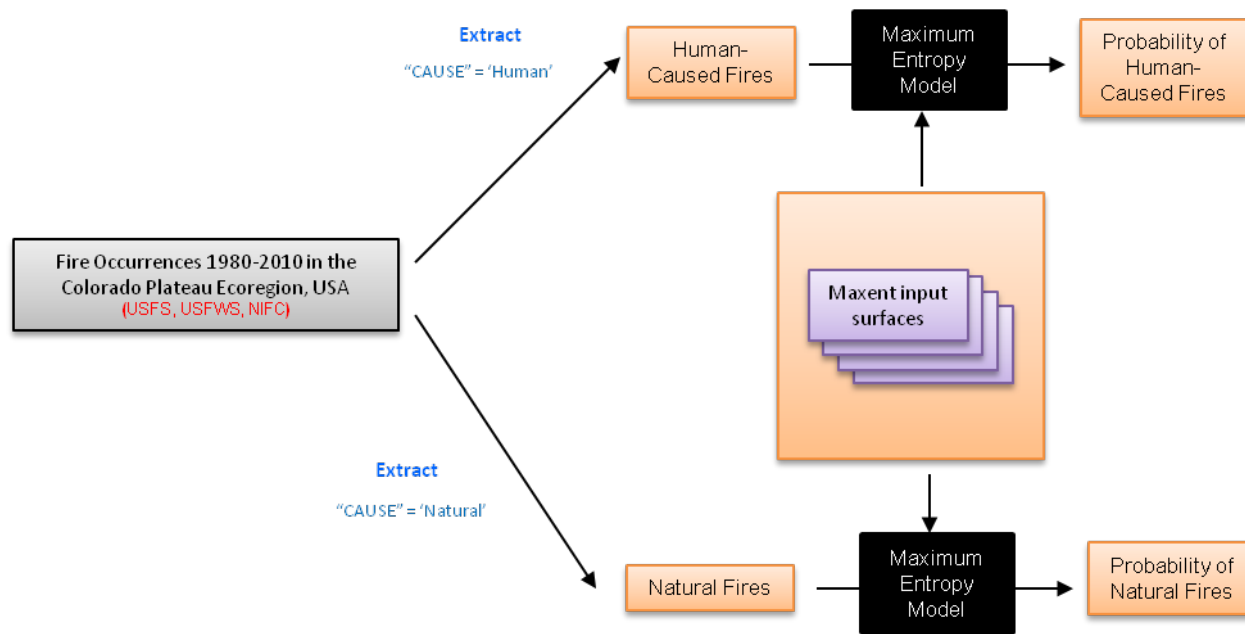 Extract
“CAUSE” = ‘Human’
Human-
Caused Fires
Maximum
Entropy
Model
Probability of
Human-
Caused Fires
Fire Occurrences 1980-2010 in the
Colorado Plateau Ecoregion, USA
(USFS, USFWS, NIFC)
Maxent input
surfaces
Extract
“CAUSE” = ‘Natural’
Natural Fires
Maximum
Entropy
Model
Probability of
Natural Fires